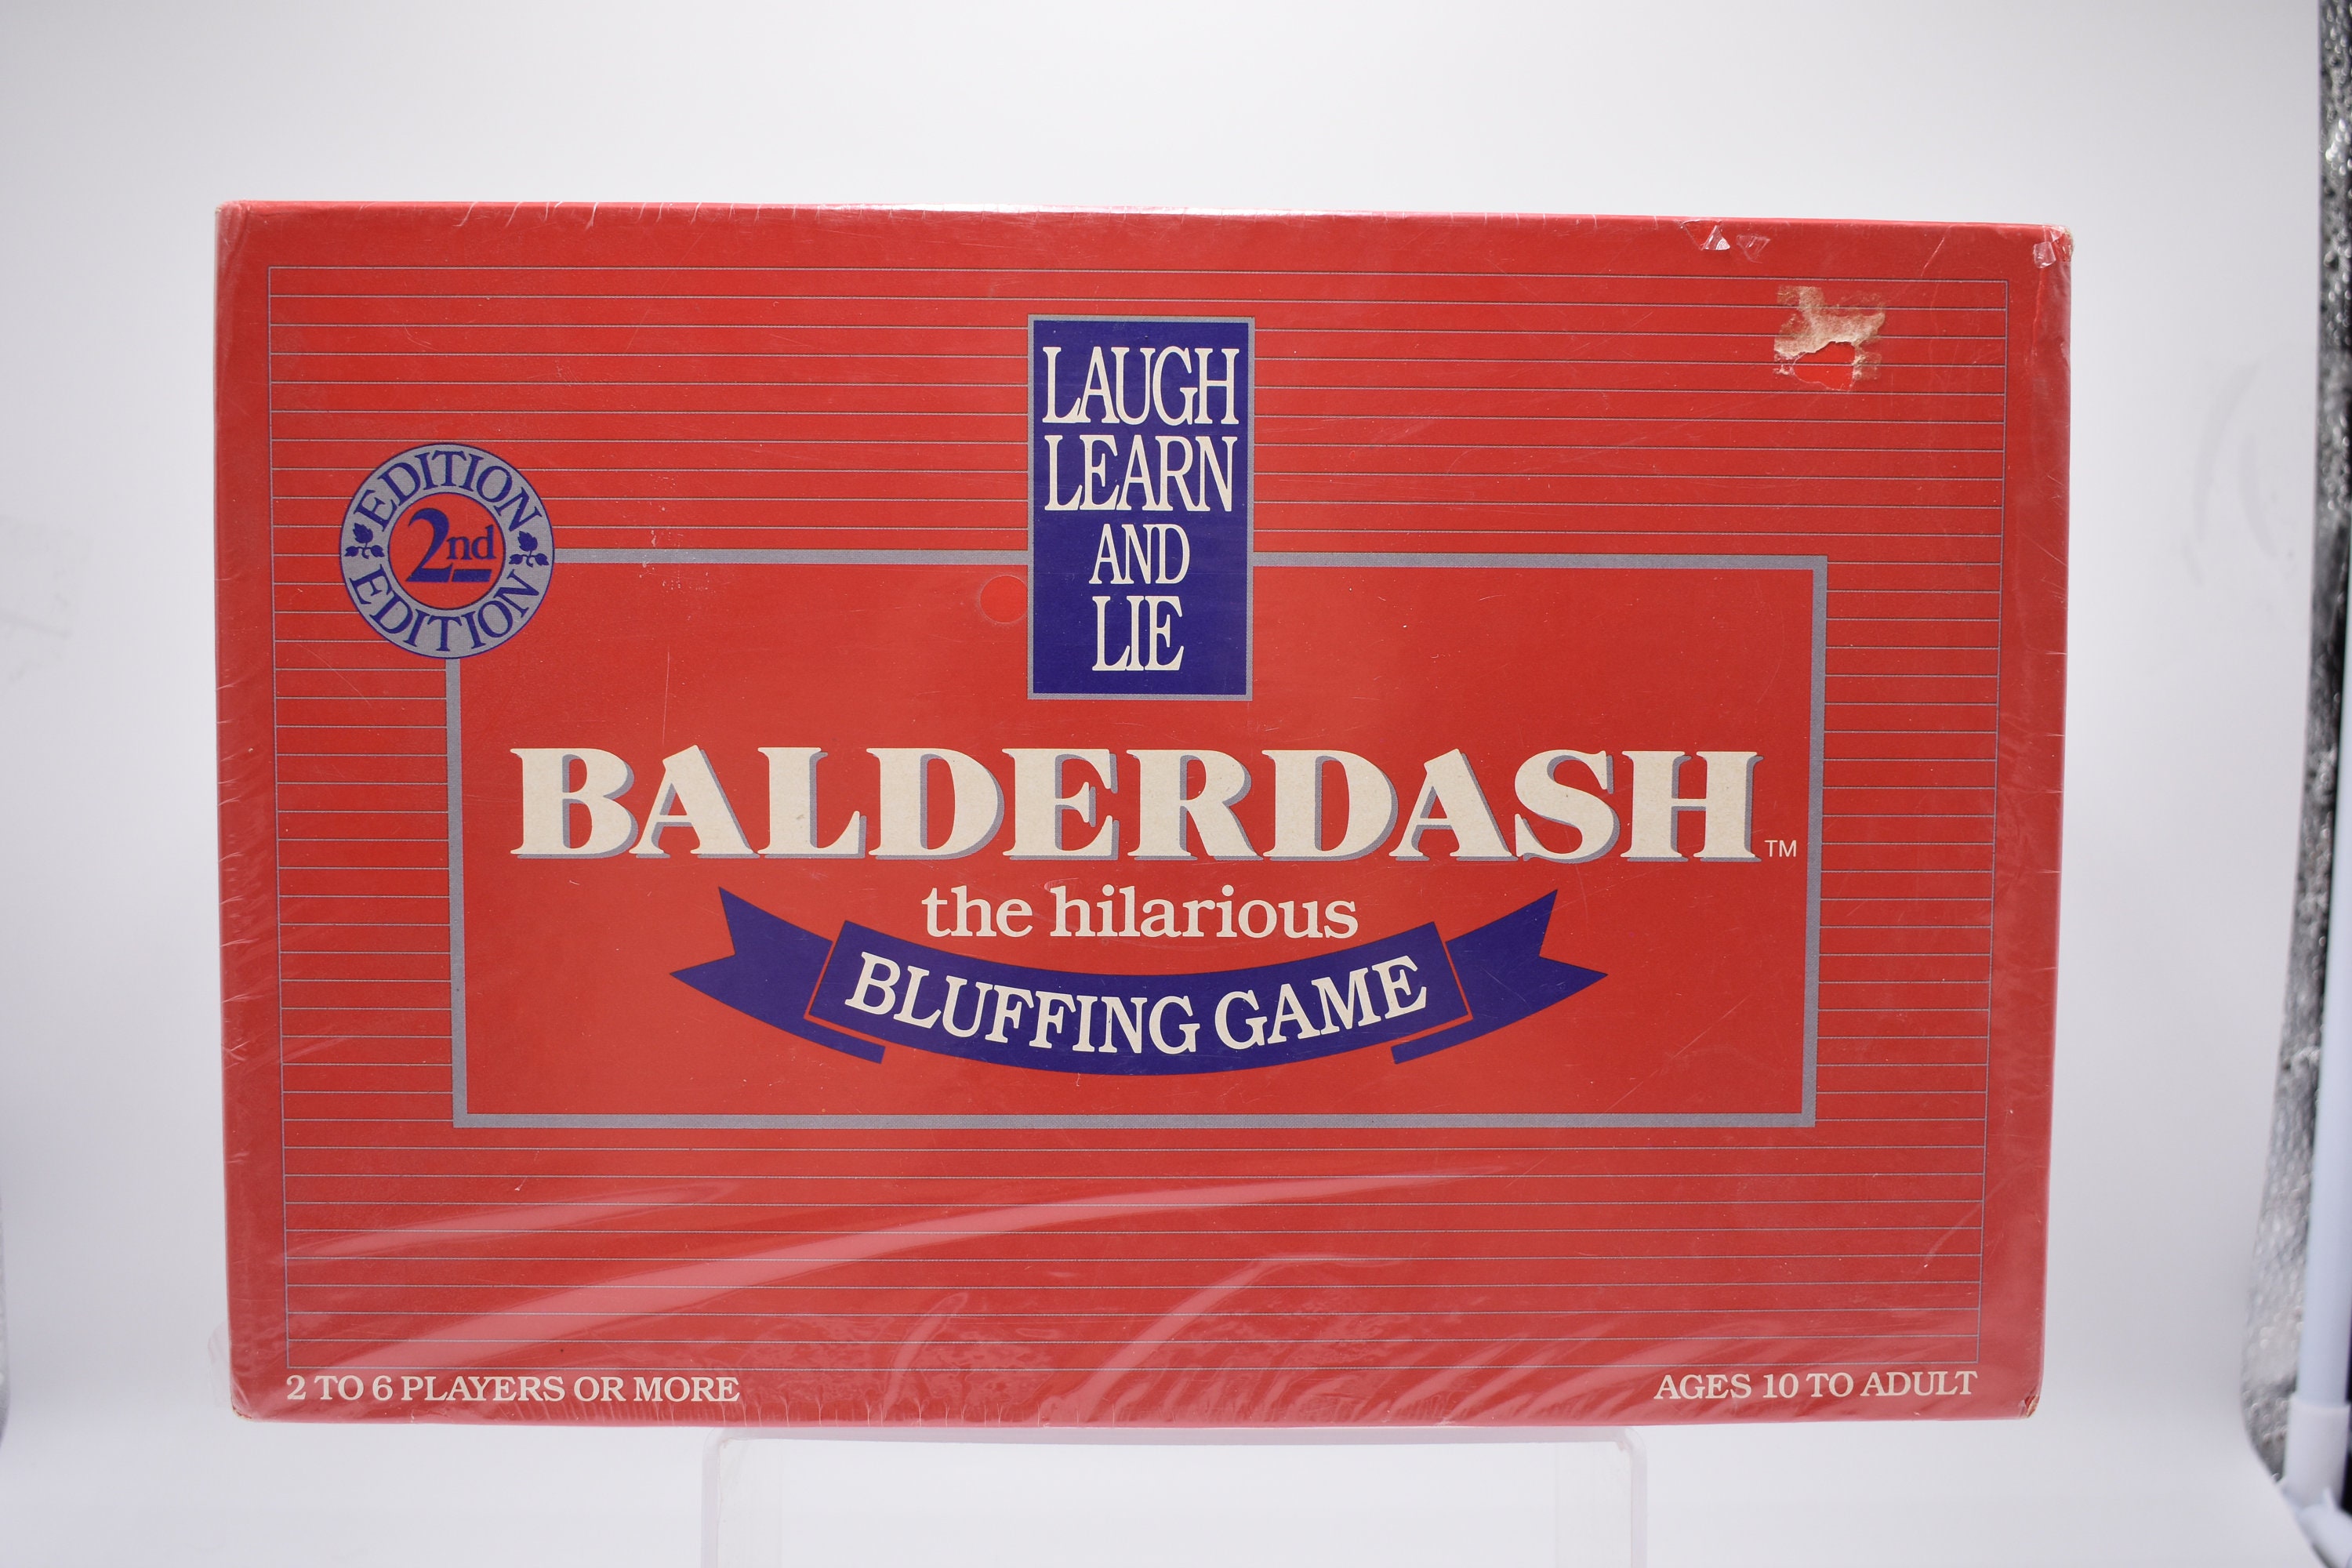 LAUGH
LEARN
AND
LIE
EDITION
2nd
EDITION
BALDERDASH™
the hilarious
BLUFFING GAME
2 TO 6 PLAYERS OR MORE
AGES 10 TO ADULT